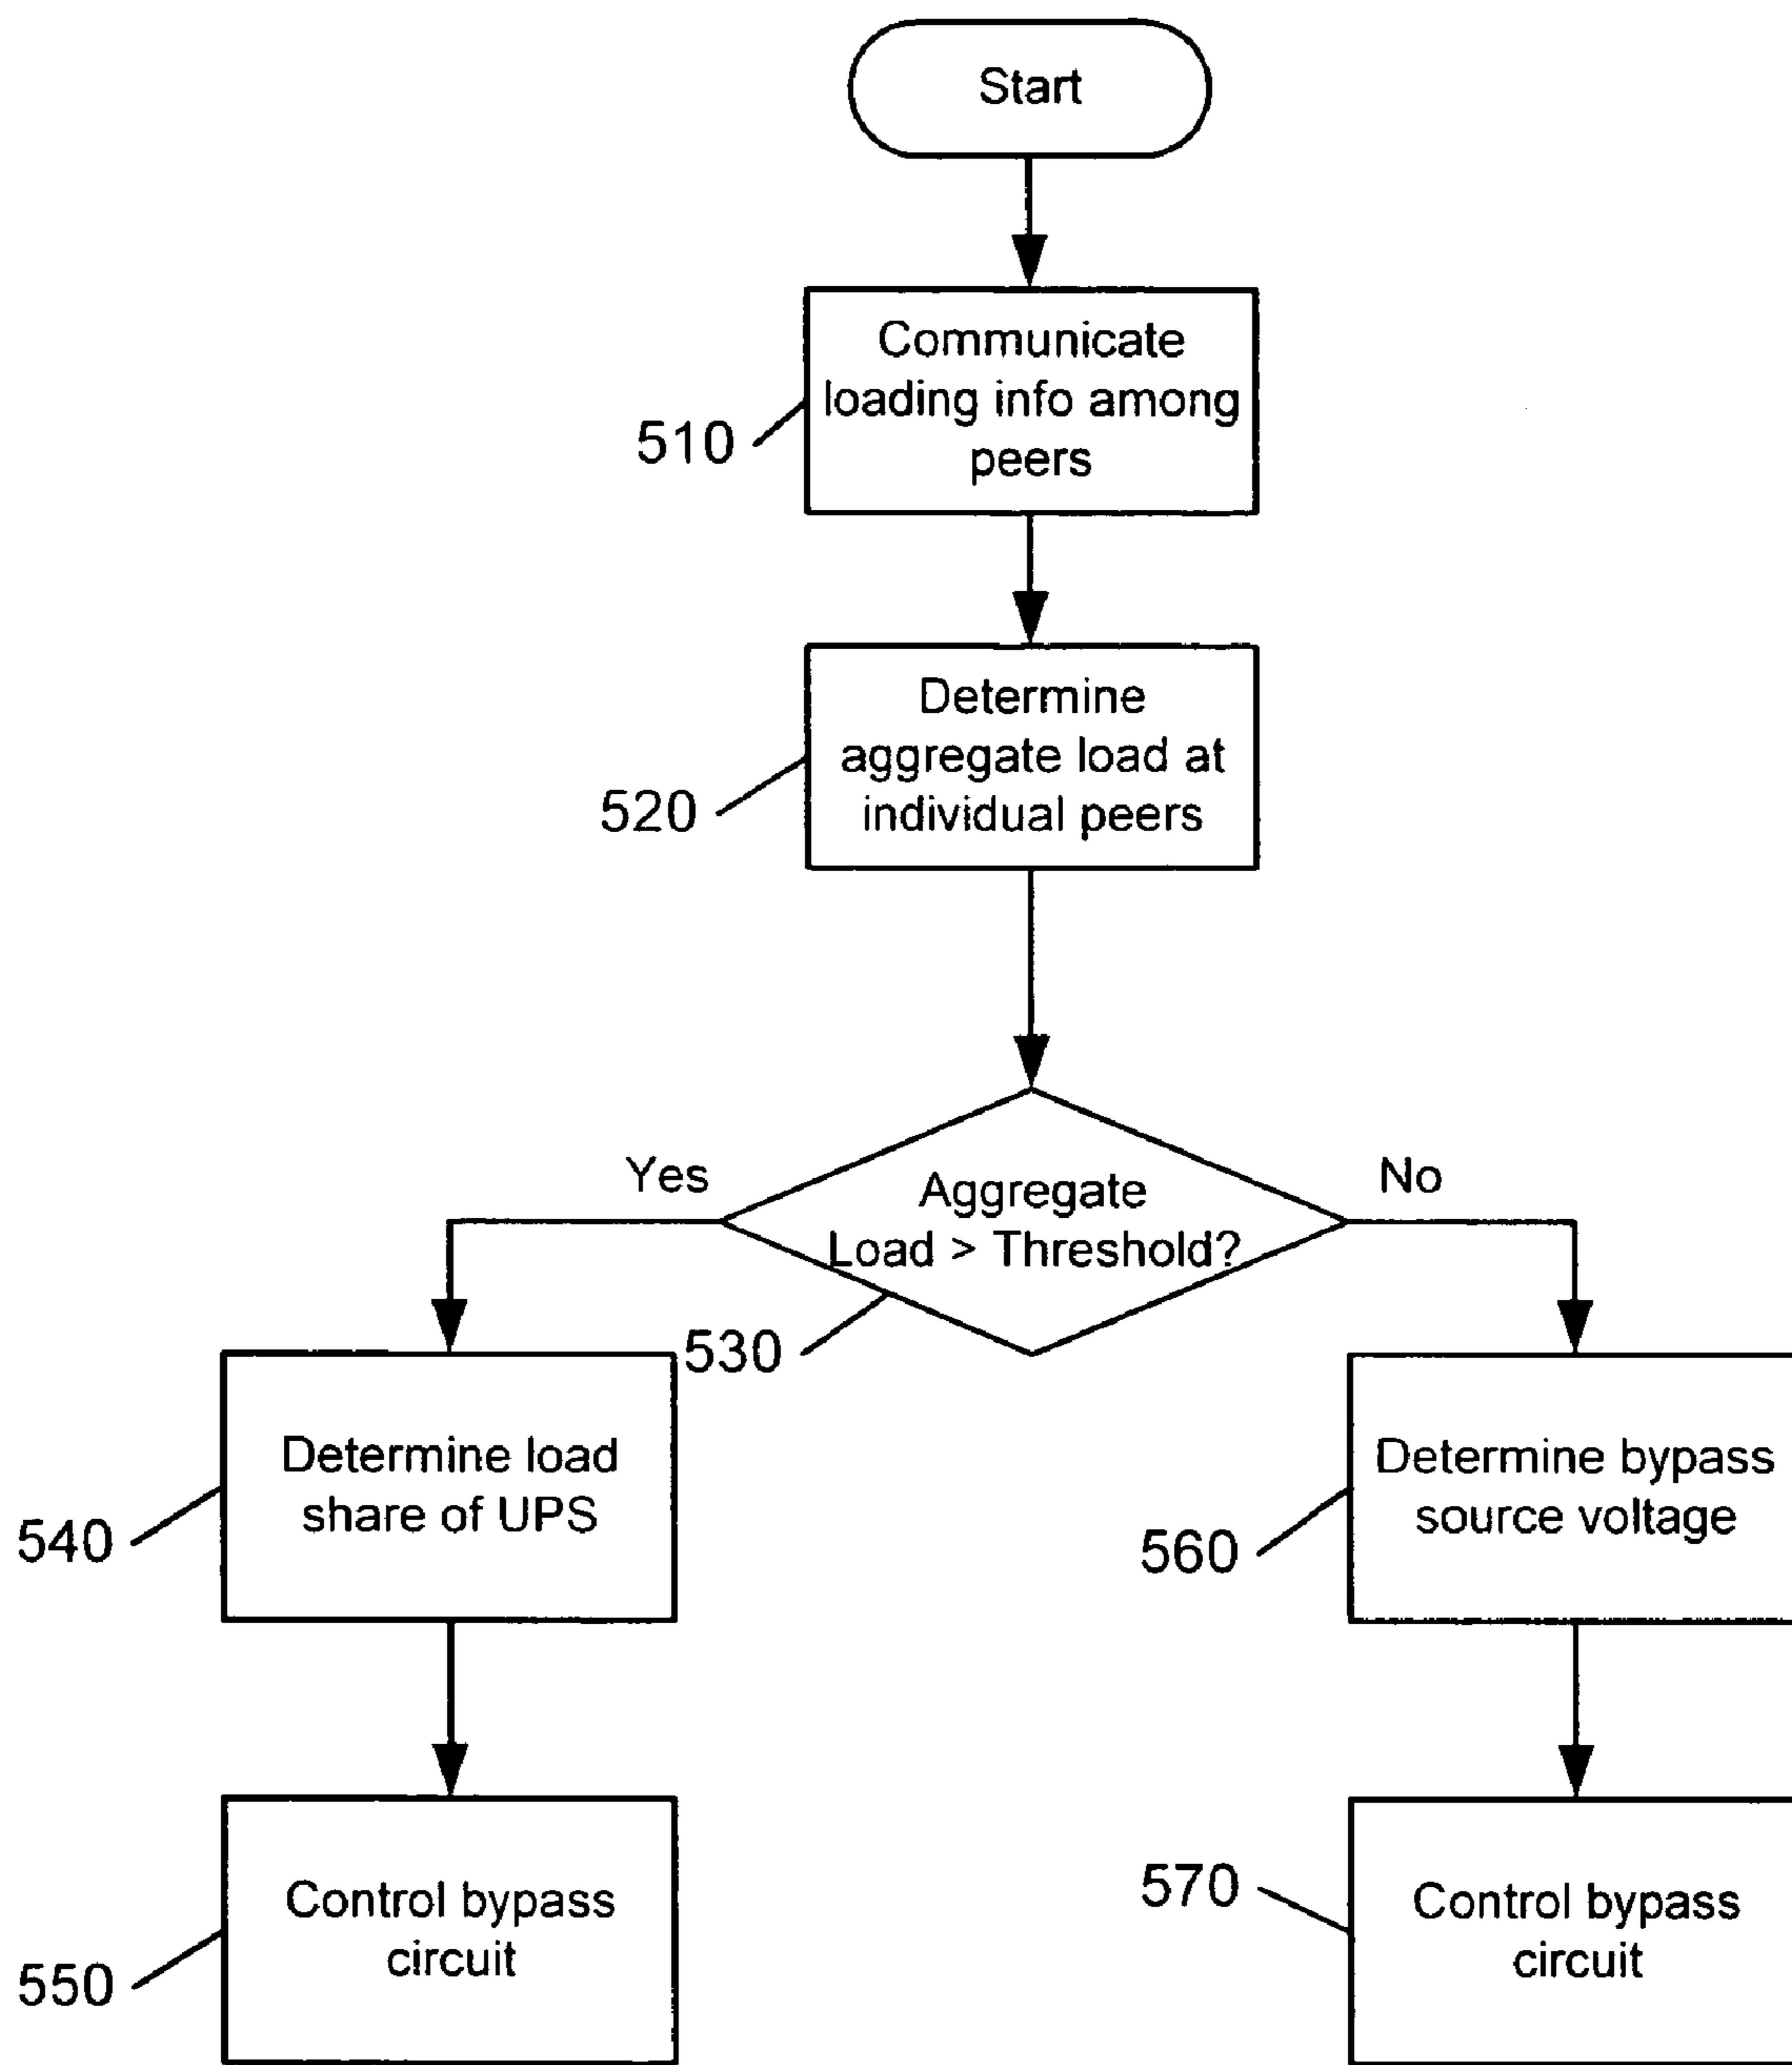 Start
Communicate
loading info among
peers
510
Determine
aggregate load at
individual peers
520
Yes
No
Aggregate
Load > Threshold?
530
Determine load
share of UPS
540
Determine bypass
source voltage
560
Control bypass
circuit
550
Control bypass
circuit
570